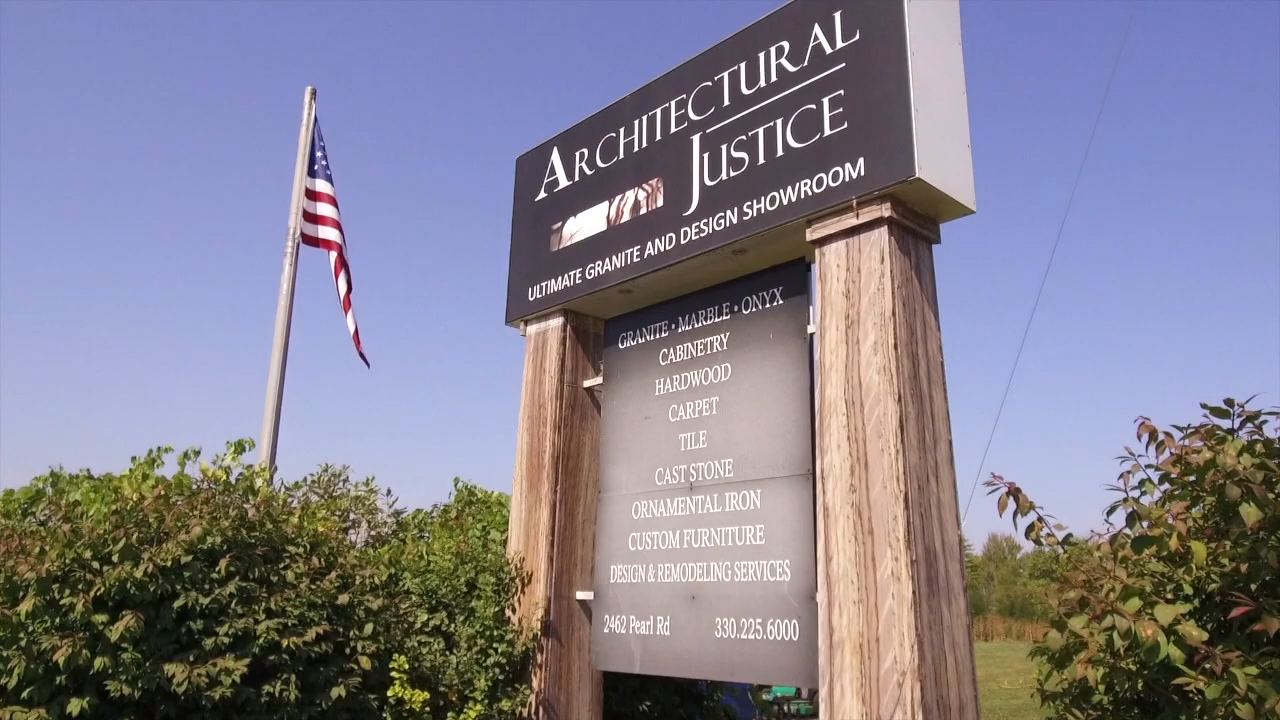 ARCHITECTURAL
JUSTICE
ULTIMATE GRANITE AND DESIGN SHOWROOM
GRANITE • MARBLE • ONYX
CABINETRY
HARDWOOD
CARPET
TILE
CAST STONE
ORNAMENTAL IRON
CUSTOM FURNITURE
DESIGN & REMODELING SERVICES
2462 Pearl Rd 330.225.6000